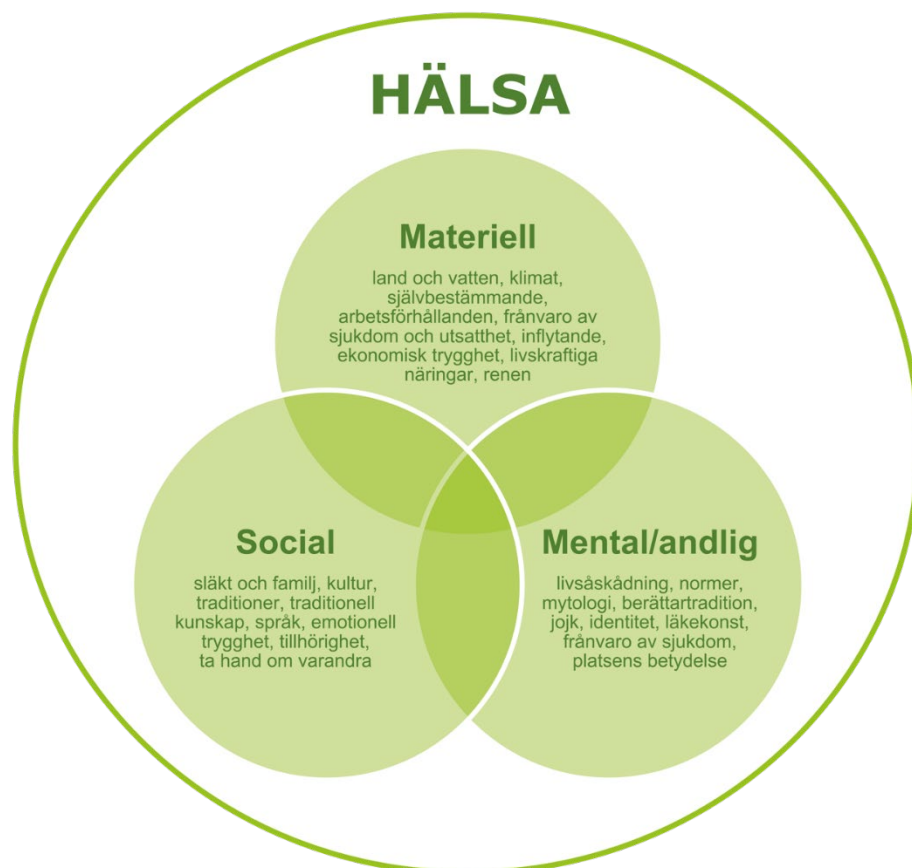 HÄLSA
Materiell
land och vatten, klimat,
självbestämmande,
arbetsförhållanden, frånvaro av
sjukdom och utsatthet, inflytande,
ekonomisk trygghet, livskraftiga
näringar, renen
Social
släkt och familj, kultur,
traditioner, traditionell
kunskap, språk, emotionell
trygghet, tillhörighet,
ta hand om varandra
Mental/andlig
livsåskådning, normer,
mytologi, berättartradition,
jojk, identitet, läkekonst,
frånvaro av sjukdom,
platsens betydelse